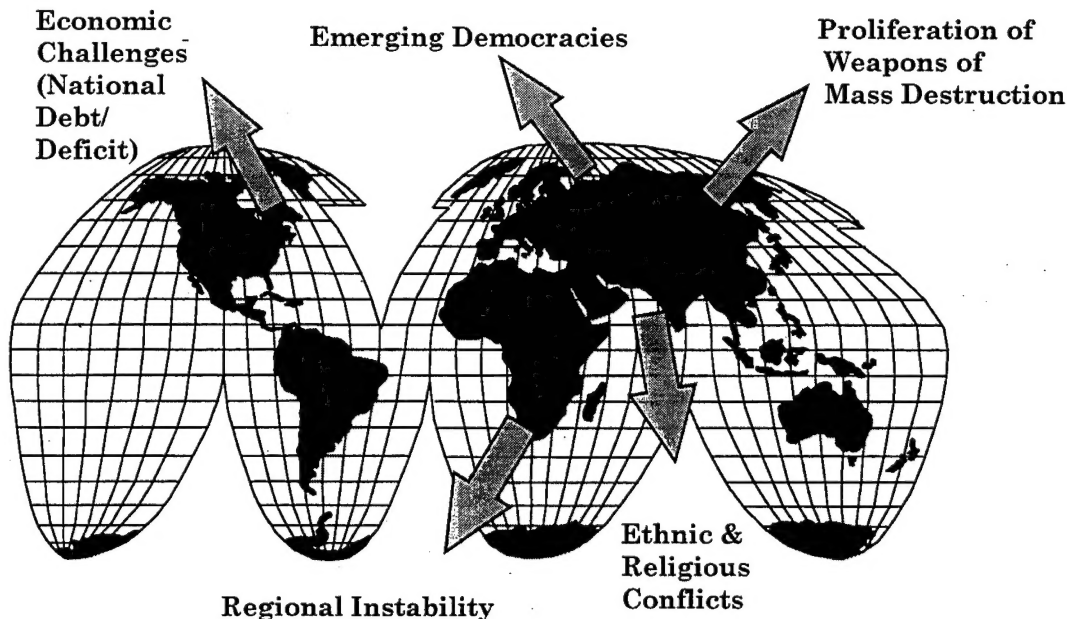 Economic
Challenges
(National
Debt/
Deficit)
Emerging Democracies
Proliferation of
Weapons of
Mass Destruction
Regional Instability
Ethnic &
Religious
Conflicts